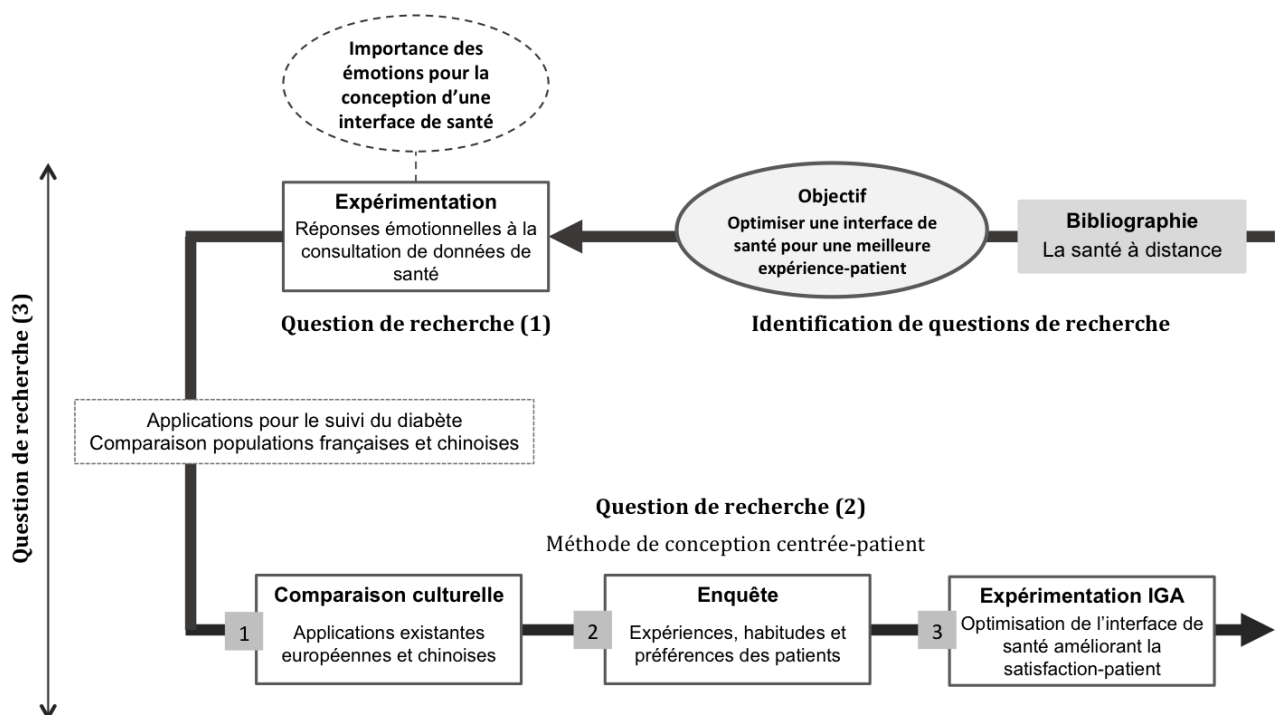 Importance des
émotions pour la
conception d’une
interface de santé
Expérimentation
Réponses émotionnelles à la
consultation de données de
santé
Objectif
Optimiser une interface de
santé pour une meilleure
expérience-patient
Bibliographie
La santé à distance
Question de recherche (1)
Identification de questions de recherche
Question de recherche (3)
Applications pour le suivi du diabète
Comparaison populations françaises et chinoises
Question de recherche (2)
Méthode de conception centrée-patient
1
Comparaison culturelle
Applications existantes
européennes et chinoises
2
Enquête
Expériences, habitudes et
préférences des patients
3
Expérimentation IGA
Optimisation de l’interface de
santé améliorant la
satisfaction-patient